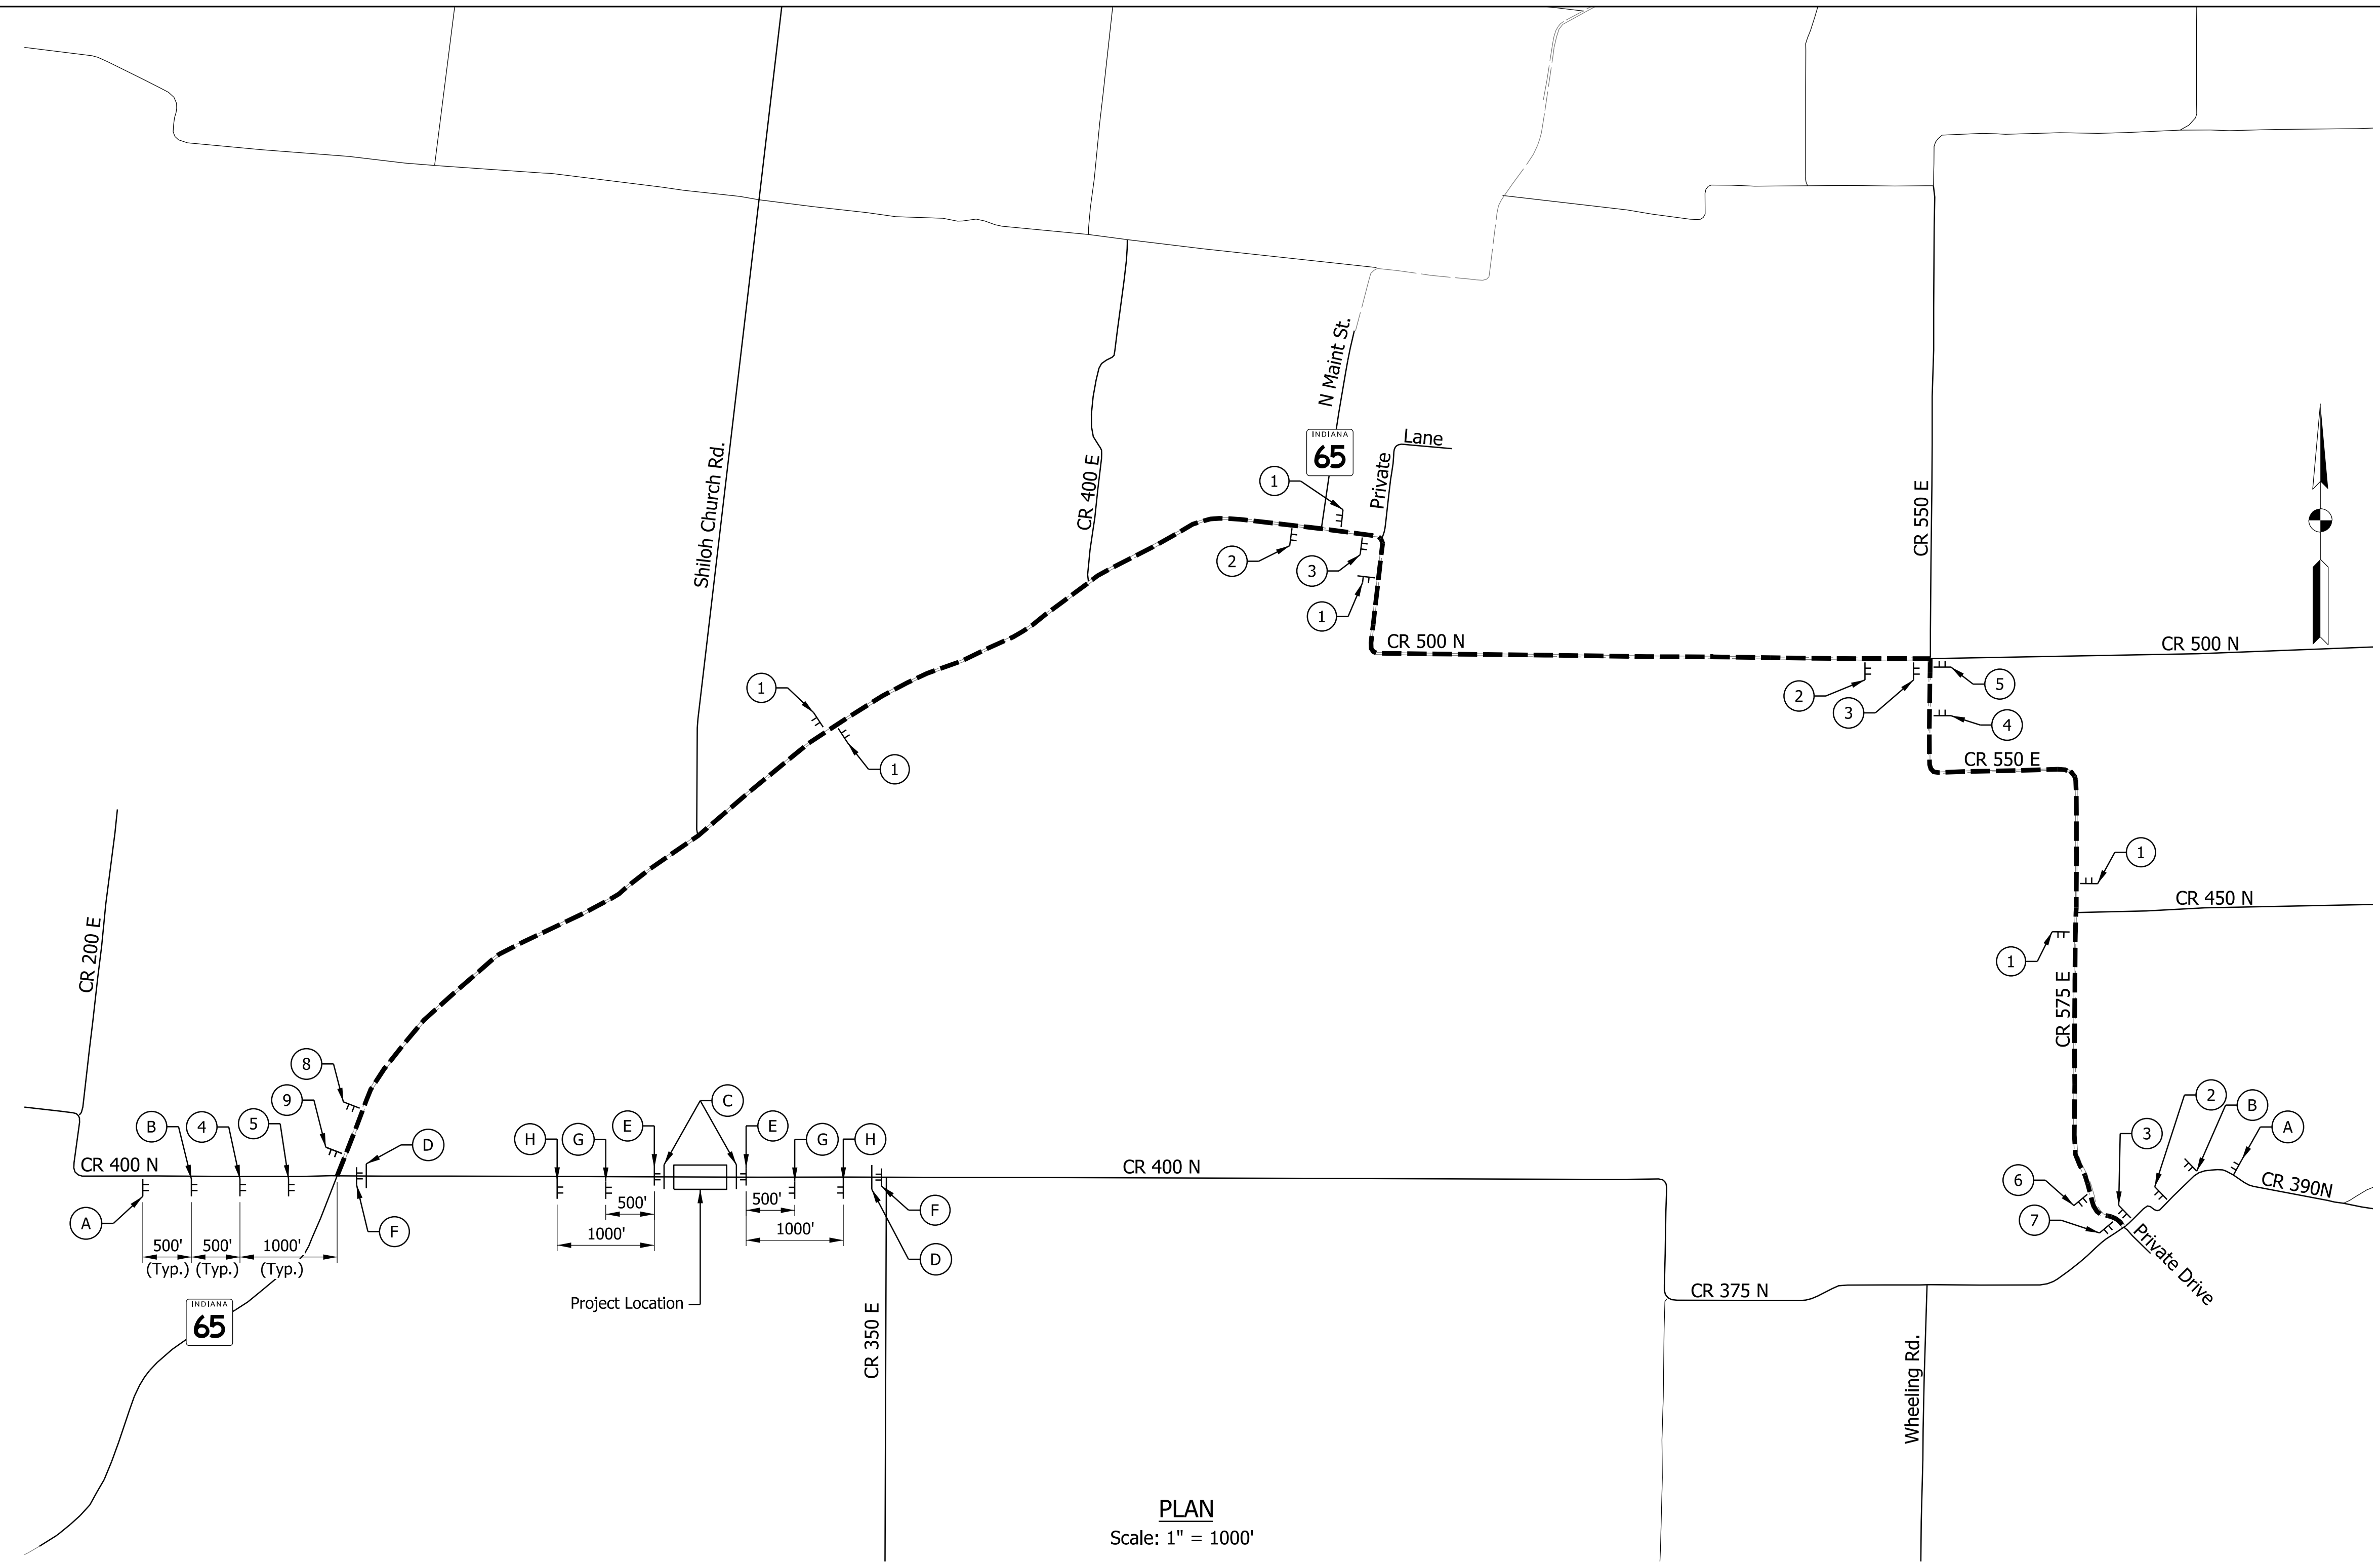 N Maint St.
INDIANA
65
Lane
Private
1
Shiloh Church Rd.
CR 400 E
CR 550 E
2
3
1
CR 500 N
CR 500 N
1
5
2
3
4
1
CR 550 E
1
CR 450 N
CR 200 E
1
CR 575 E
8
9
B
4
5
D
H
G
E
C
E
G
H
2
B
3
A
CR 400 N
CR 400 N
6
CR 390N
A
F
500'
500'
F
7
Private Drive
500'
500'
1000'
1000'
1000'
D
(Typ.)
(Typ.)
(Typ.)
INDIANA
65
Project Location
CR 375 N
CR 350 E
Wheeling Rd.
PLAN
Scale: 1" = 1000'